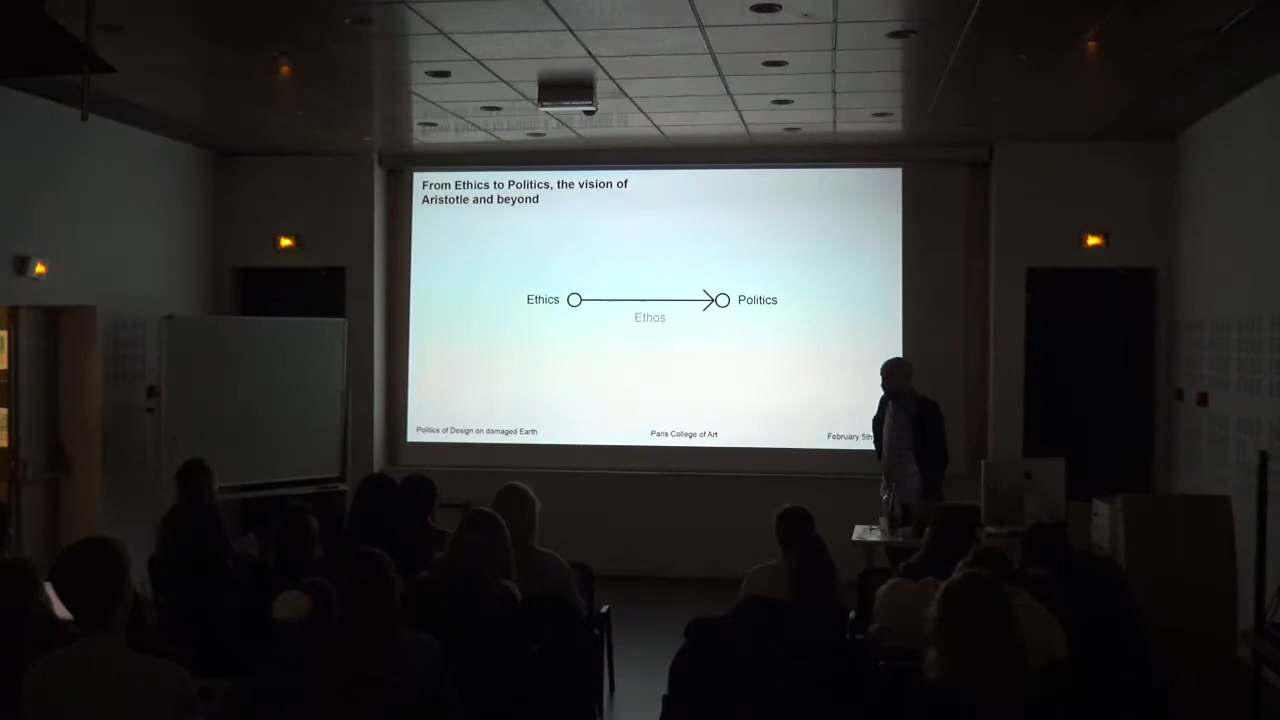 From Ethics to Politics, the vision of
Aristotle and beyond
Ethics
Politics
Ethos
Politics of Design on damaged Earth
Paris College of Art
February 5th